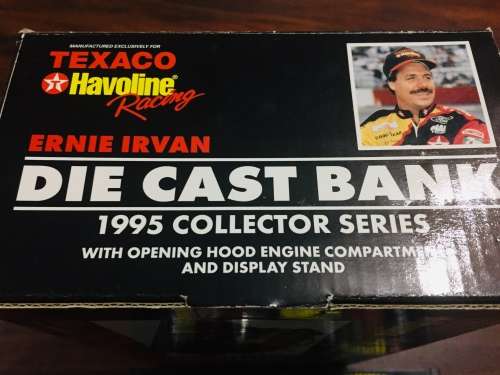 MANUFACTURED EXCLUSIVELY FOR
TEXACO
Havoline
Racing
ERNIE IRVAN
DIE CAST BANK
1995 COLLECTOR SERIES
WITH OPENING HOOD ENGINE COMPARTMENT
AND DISPLAY STAND